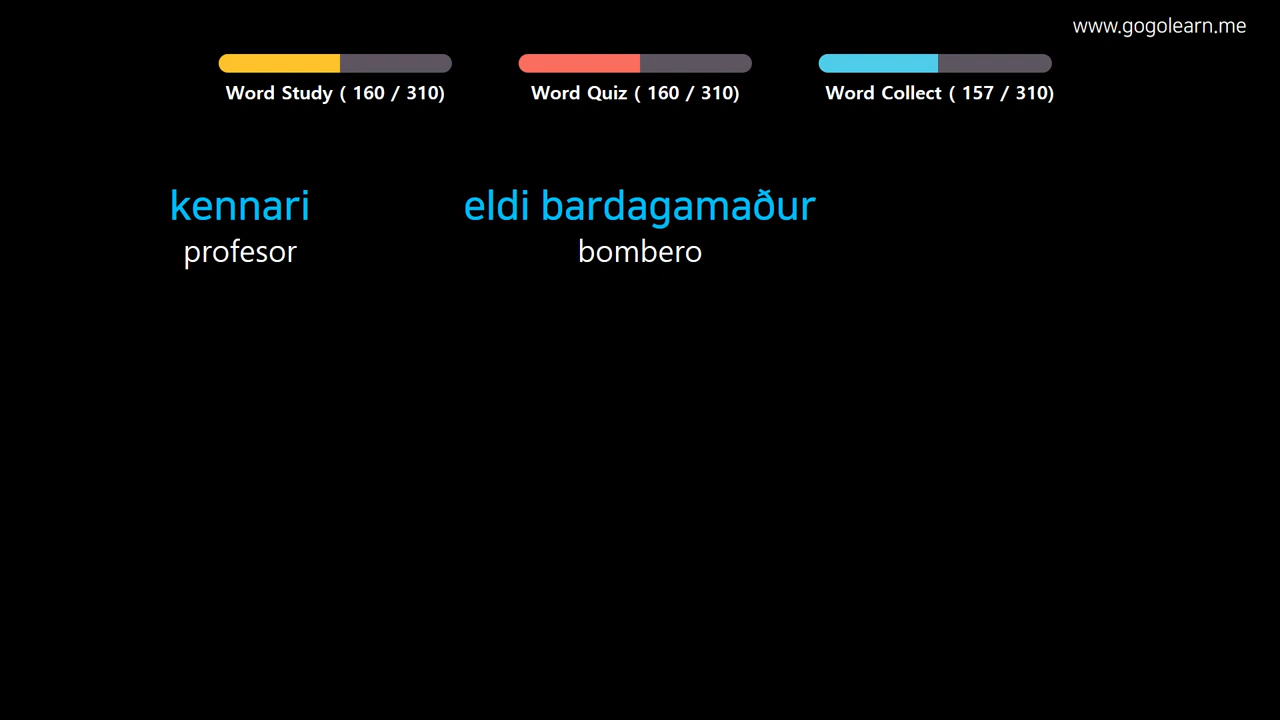 www.gogolearn.me
Word Study ( 160 / 310)
Word Quiz ( 160 / 310)
Word Collect ( 157 / 310)
kennari
profesor
eldi bardagamaður
bombero